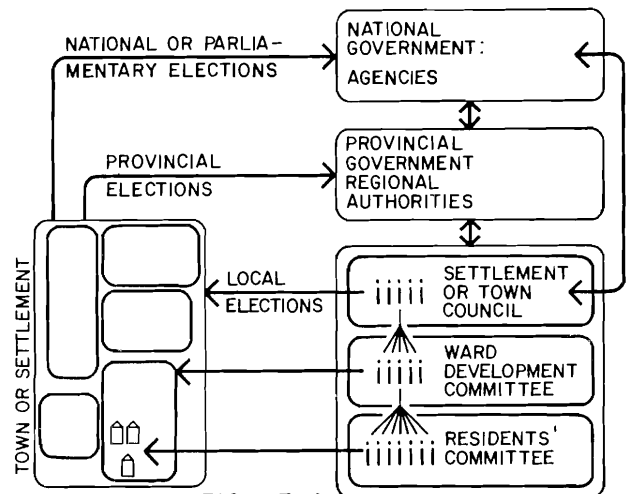 NATIONAL OR PARLIA-
MENTARY ELECTIONS
NATIONAL
GOVERNMENT:
AGENCIES
PROVINCIAL
ELECTIONS
PROVINCIAL
GOVERNMENT
REGIONAL
AUTHORITIES
TOWN OR SETTLEMENT
LOCAL
ELECTIONS
SETTLEMENT
OR TOWN
COUNCIL
WARD
DEVELOPMENT
COMMITTEE
RESIDENTS'
COMMITTEE